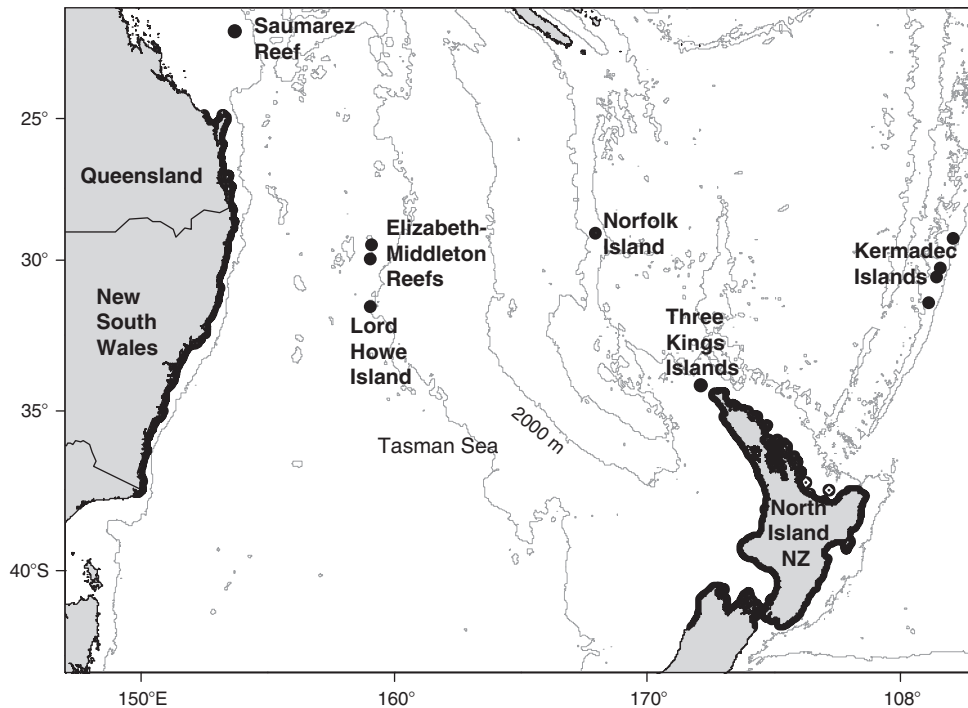 Saumarez
Reef
25°
Queensland
Elizabeth-
Middleton
Reefs
Norfolk
Island
Kermadec
Islands
30°
New
South
Wales
Lord
Howe
Island
Three
Kings
Islands
35°
2000 m
Tasman Sea
North
Island
NZ
40°S
150°E
160°
170°
108°